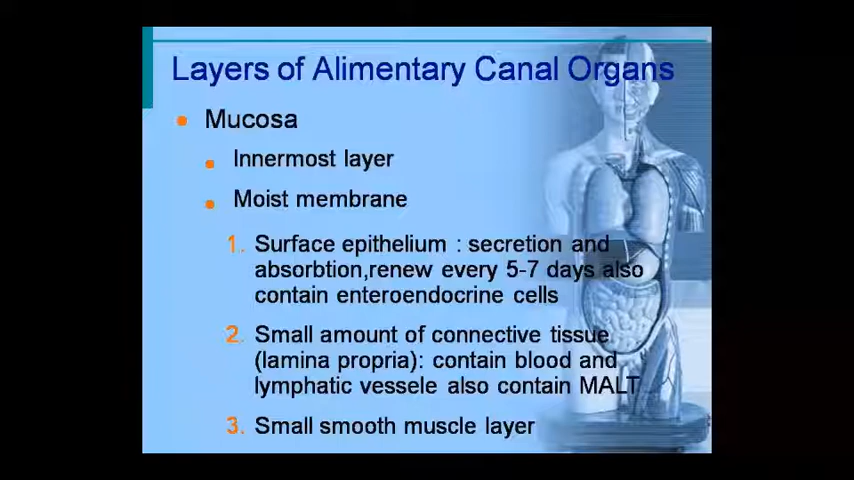 Layers of Alimentary Canal Organs
Mucosa
Innermost layer
Moist membrane
1. Surface epithelium : secretion and
absorbtion,renew every 5-7 days also
contain enteroendocrine cells
2. Small amount of connective tissue
(lamina propria): contain blood and
lymphatic vessele also contain MALT
3. Small smooth muscle layer